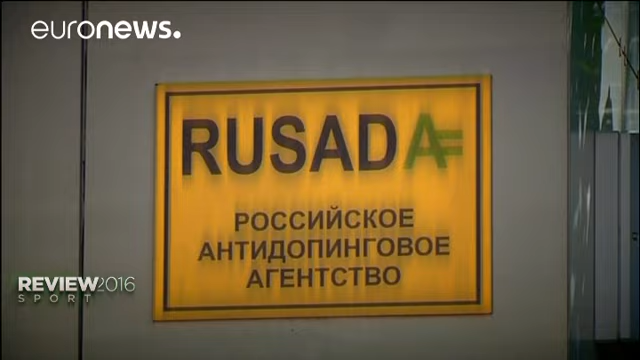 euronews.
RUSADA
РОССИЙСКОЕ
АНТИДОПИНГОВОЕ
АГЕНТСТВО
REVIEW2016
SPORT